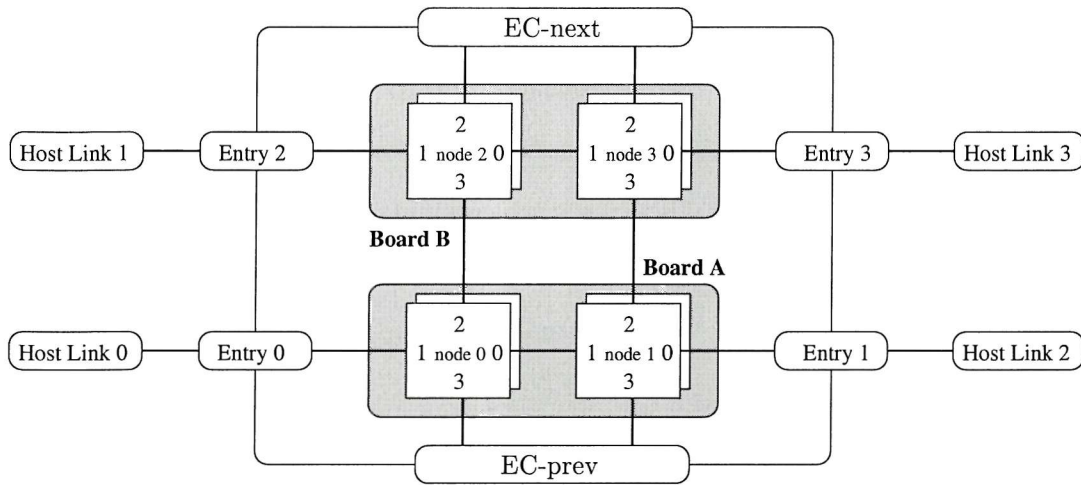 EC-next
2
2
Host Link 1
Entry 2
1 node 2 0
1 node 3 0
Entry 3
Host Link 3
3
3
Board B
Board A
2
2
Host Link 0
Entry 0
1 node 0 0
1 node 1 0
Entry 1
Host Link 2
3
3
EC-prev